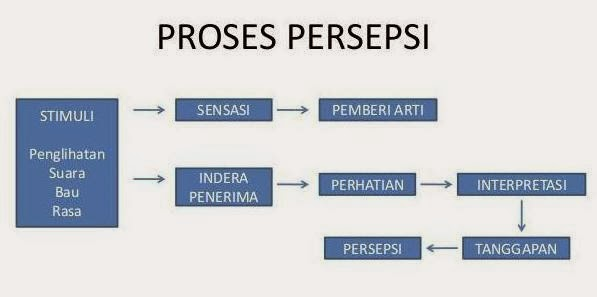 PROSES PERSEPSI
STIMULI
Penglihatan
Suara
Bau
Rasa
SENSASI
PEMBERI ARTI
INDERA
PENERIMA
PERHATIAN
INTERPRETASI
TANGGAPAN
PERSEPSI